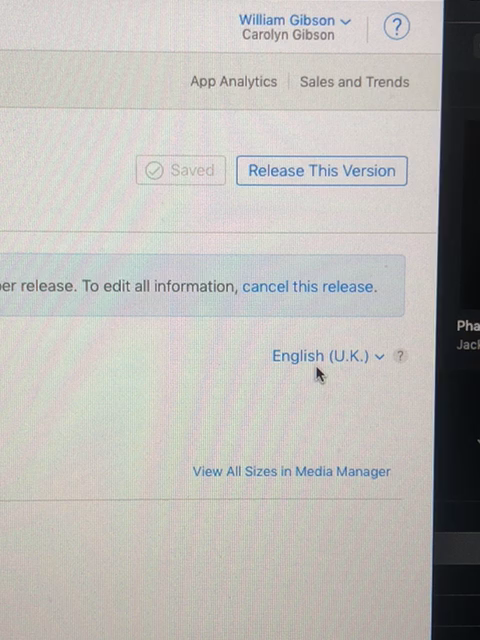 William Gibson
Carolyn Gibson
?
App Analytics
Sales and Trends
Saved
Release This Version
er release. To edit all information, cancel this release.
English (U.K.)
?
Pha
Jack
View All Sizes in Media Manager